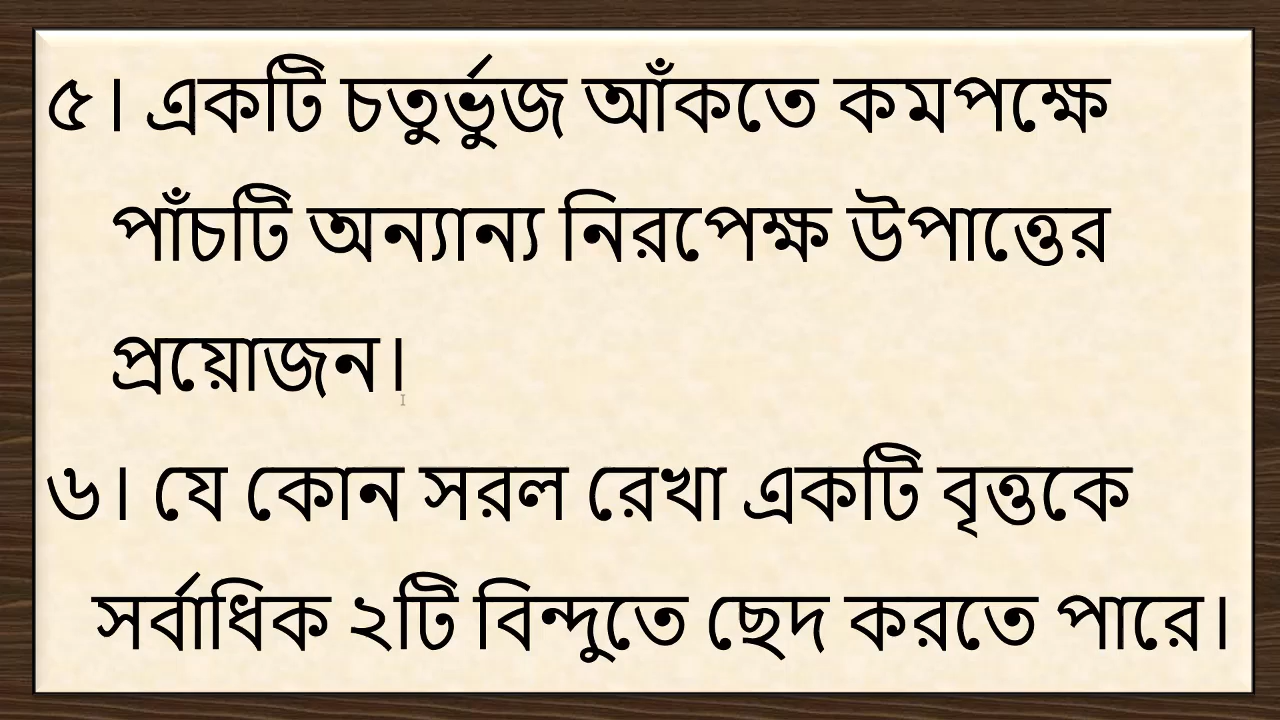 ৫। একটি চতুর্ভুজ আঁকতে কমপক্ষে
পাঁচটি অন্যান্য নিরপেক্ষ উপাত্তের
প্রয়োজন।
৬। যে কোন সরল রেখা একটি বৃত্তকে
সর্বাধিক ২টি বিন্দুতে ছেদ করতে পারে।